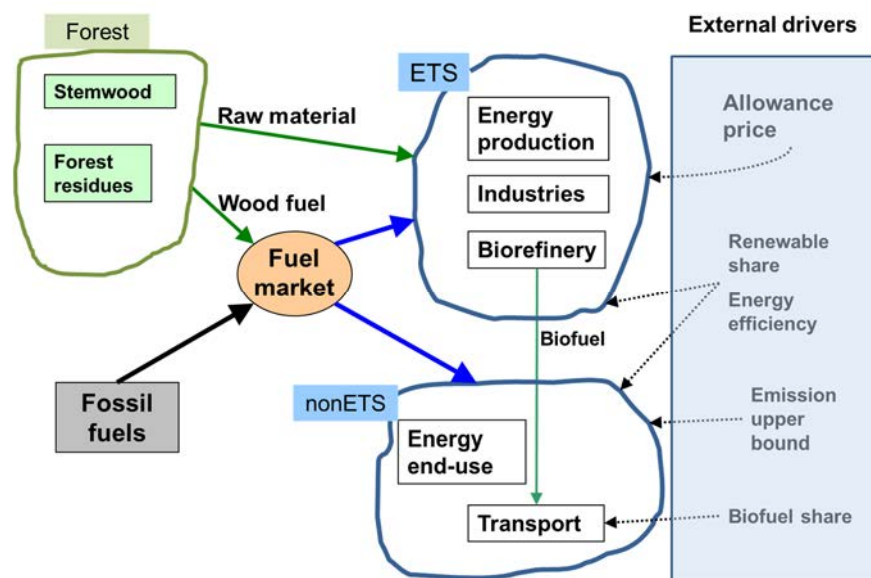 Forest
Stemwood
Forest
residues
Raw material
Wood fuel
Fuel
market
Fossil
fuels
ETS
Energy
production
Industries
Biorefinery
Biofuel
nonETS
Energy
end-use
Transport
External drivers
Allowance
price
Renewable
share
Energy
efficiency
Emission
upper
bound
Biofuel share